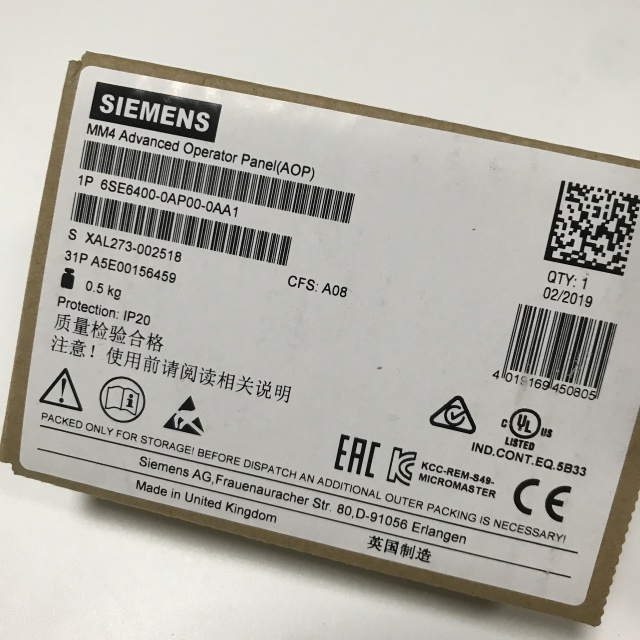 SIEMENS
MM4 Advanced Operator Panel(AOP)
1P 6SE6400-0AP00-0AA1
S XAL273-002518
31P A5E00156459
CFS: A08
0.5 kg
Protection: IP20
质量检验合格
注意！使用前请阅读相关说明
QTY: 1
02/2019
4 019169 450805
C UL US
LISTED
IND.CONT.EQ.5B33
EAC
KCC-REM-S49-
MICROMASTER
CE
PACKED ONLY FOR STORAGE! BEFORE DISPATCH AN ADDITIONAL OUTER PACKING IS NECESSARY!
Siemens AG,Frauenauracher Str. 80,D-91056 Erlangen
Made in United Kingdom
英国制造